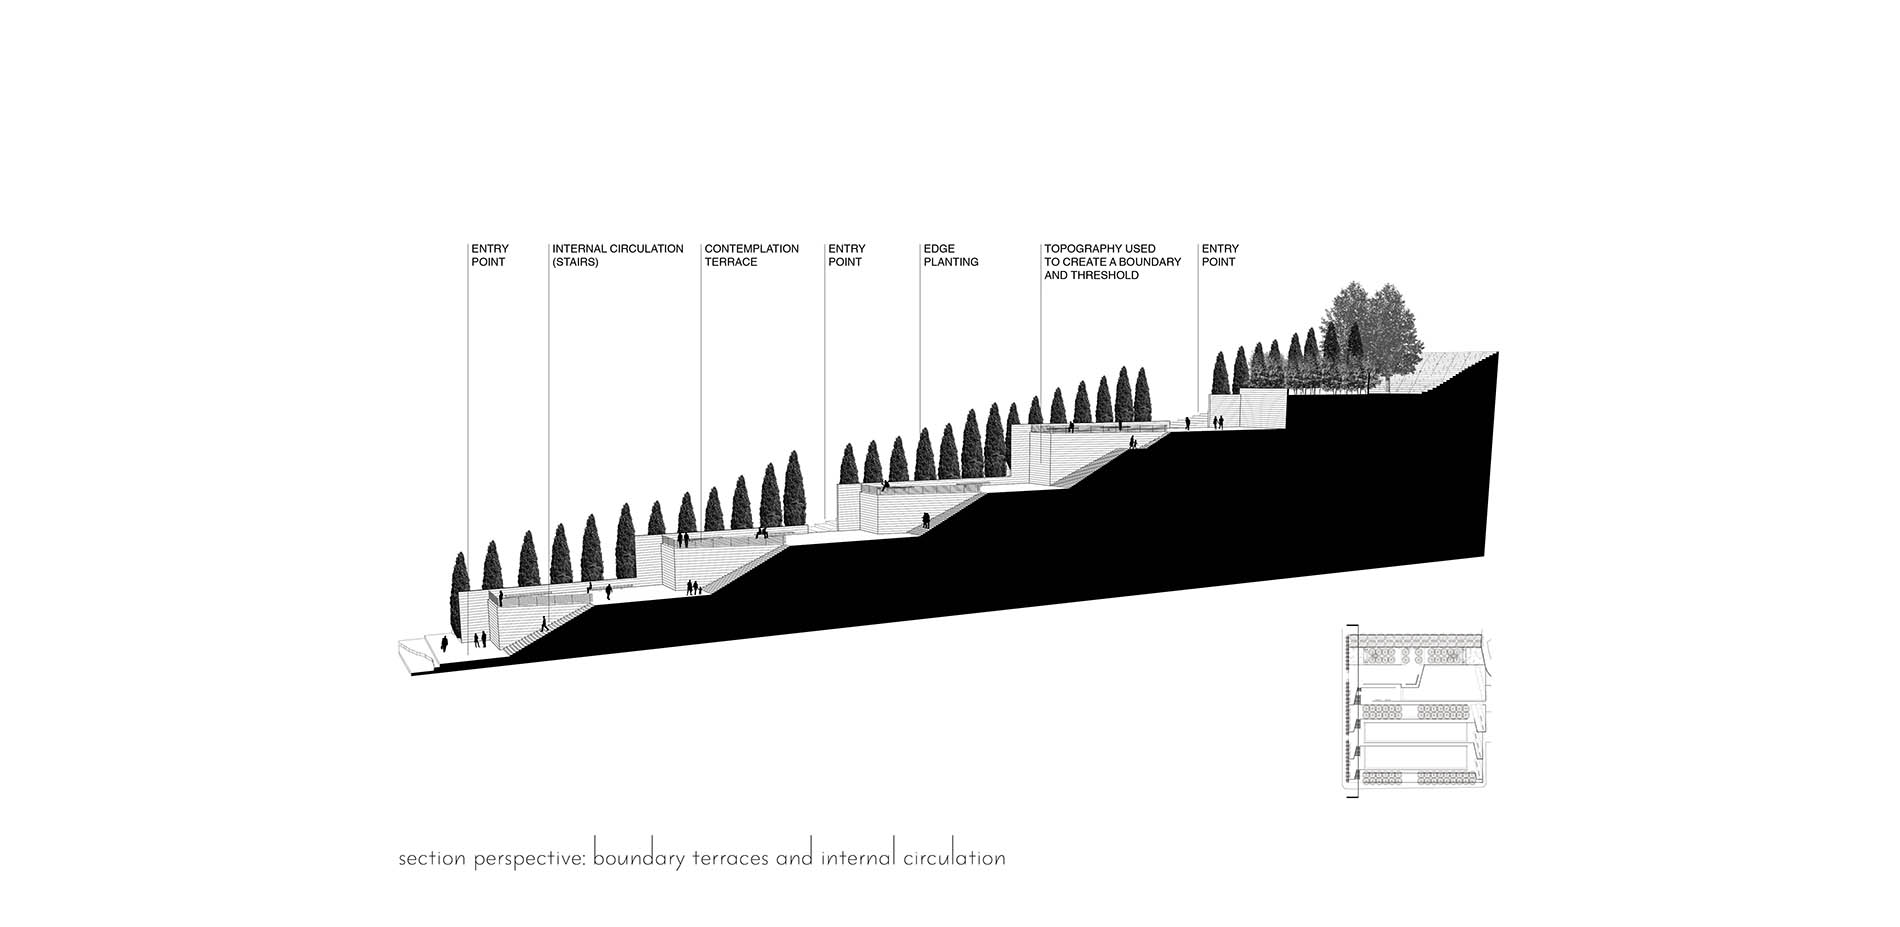 ENTRY
POINT
INTERNAL CIRCULATION
(STAIRS)
CONTEMPLATION
TERRACE
ENTRY
POINT
EDGE
PLANTING
TOPOGRAPHY USED
TO CREATE A BOUNDARY
AND THRESHOLD
ENTRY
POINT
section perspective: boundary terraces and internal circulation